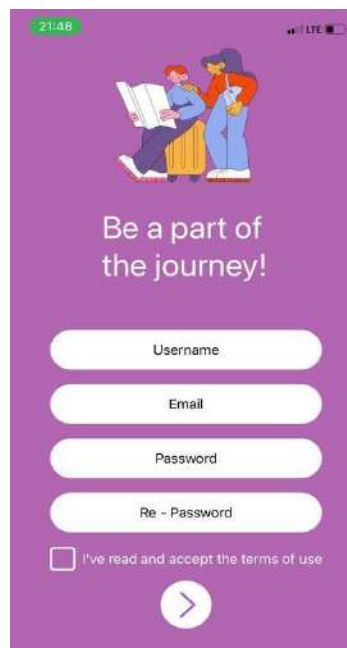 21:48 LTE
Be a part of
the journey!
Username
Email
Password
Re - Password
I've read and accept the terms of use